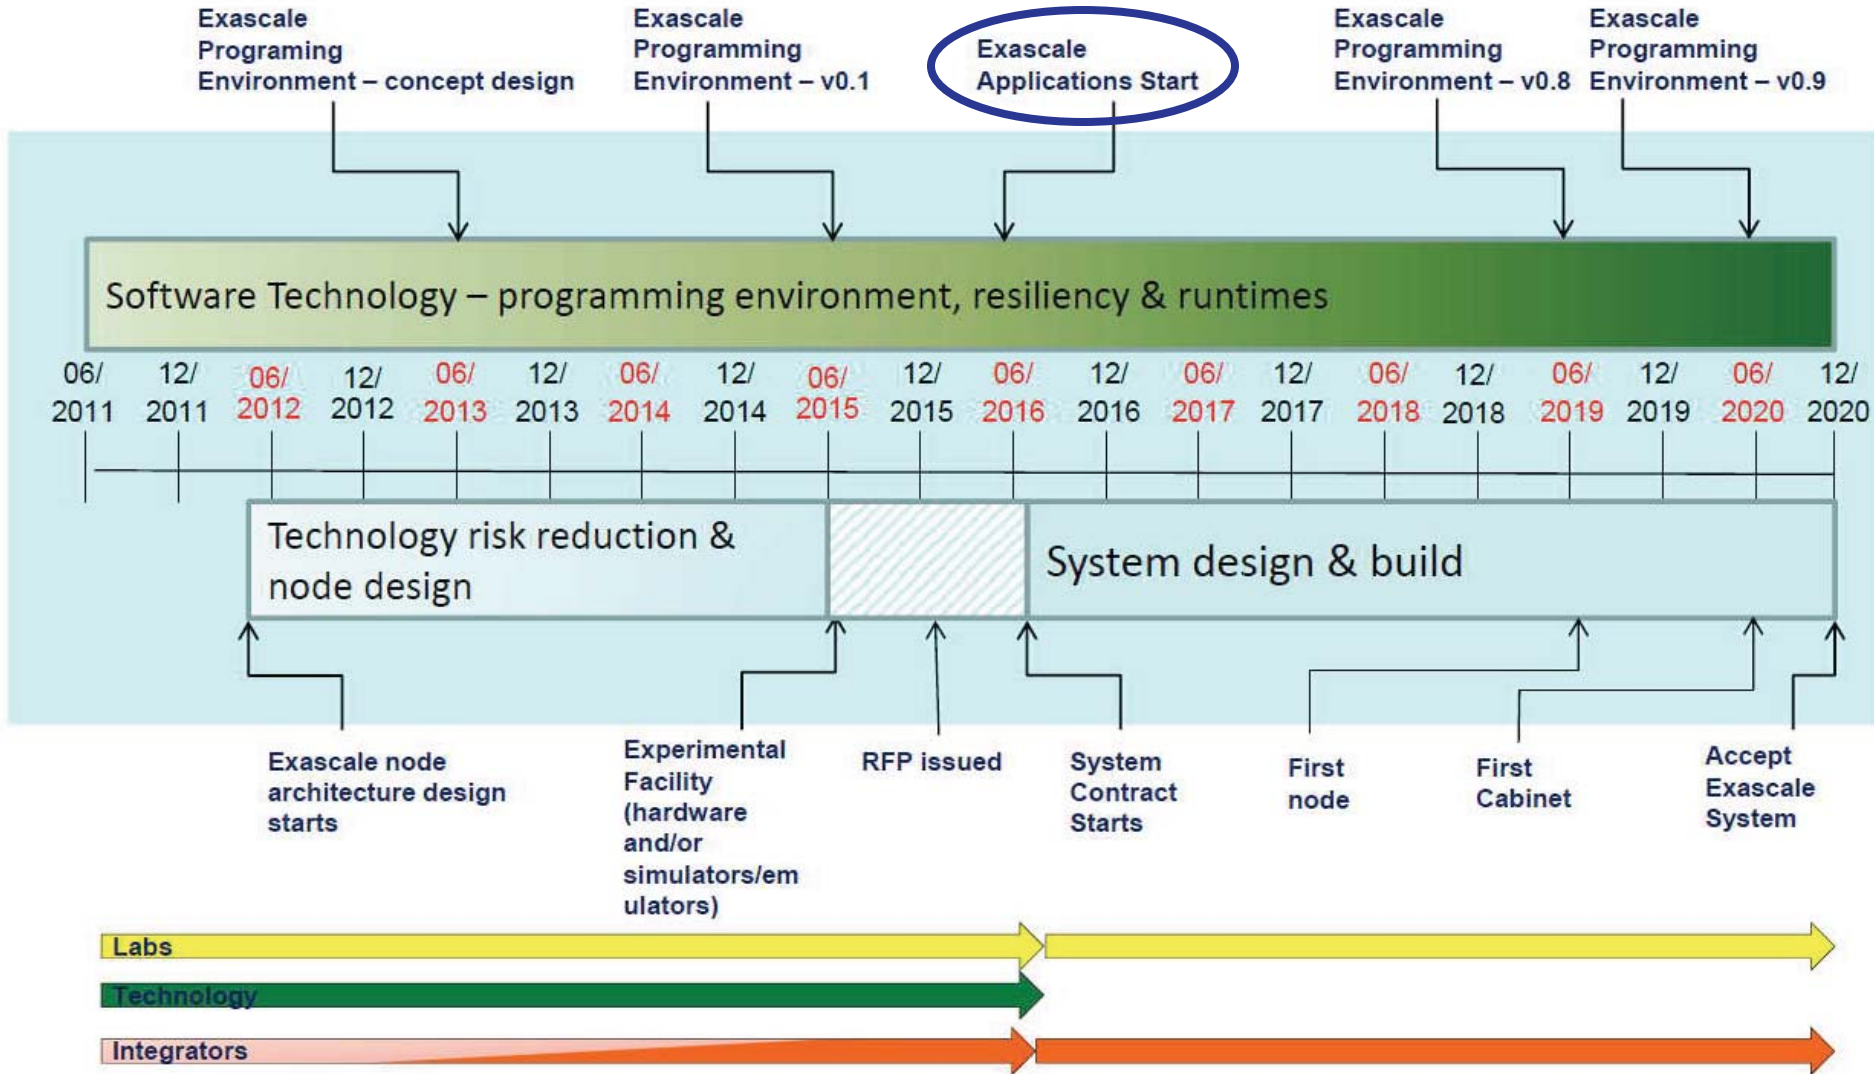 Exascale
Programing
Environment – concept design
Exascale
Programming
Environment – v0.1
Exascale
Applications Start
Exascale
Programming
Environment – v0.8
Exascale
Programming
Environment – v0.9
Software Technology – programming environment, resiliency & runtimes
06/
2011
12/
2011
06/
2012
12/
2012
06/
2013
12/
2013
06/
2014
12/
2014
06/
2015
12/
2015
06/
2016
12/
2016
06/
2017
12/
2017
06/
2018
12/
2018
06/
2019
12/
2019
06/
2020
12/
2020
Technology risk reduction &
node design
System design & build
Exascale node
architecture design
starts
Experimental
Facility
(hardware
and/or
simulators/em
ulators)
RFP issued
System
Contract
Starts
First
node
First
Cabinet
Accept
Exascale
System
Labs
Technology
Integrators